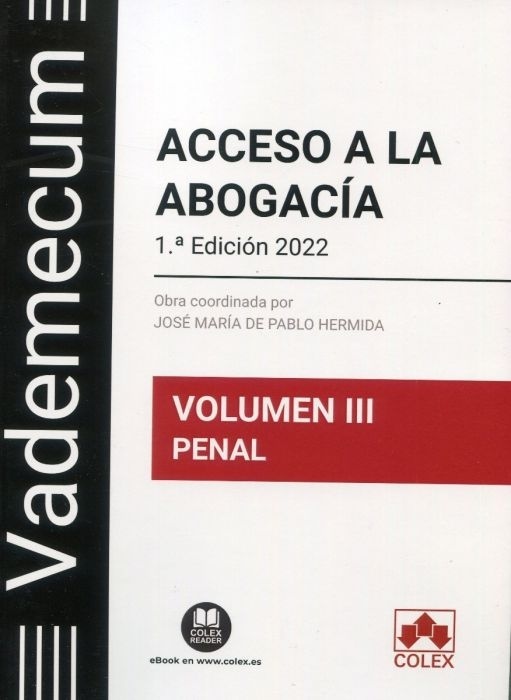 Vademecum
ACCESO A LA
ABOGACÍA
1.ª Edición 2022
Obra coordinada por
JOSÉ MARÍA DE PABLO HERMIDA
VOLUMEN III
PENAL
COLEX
READER
eBook en www.colex.es
COLEX